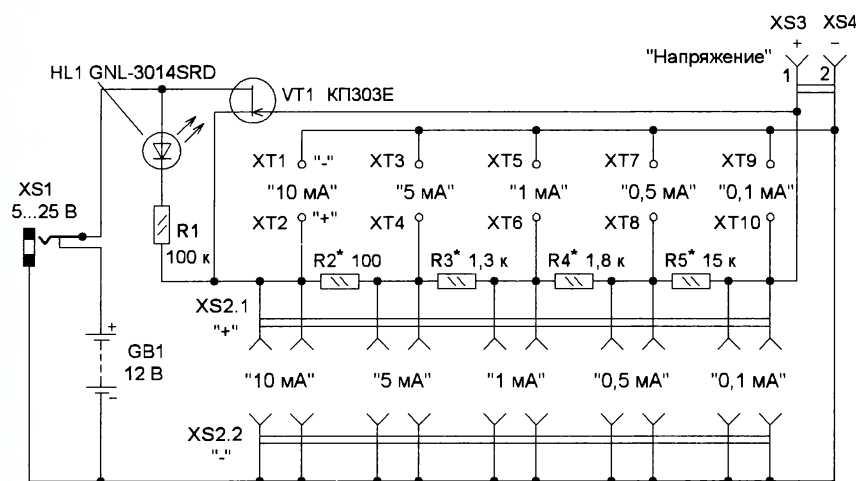 XS3 XS4
"Напряжение" + –
1 2
HL1 GNL-3014SRD
VT1 КП303Е
XT1 "-" XT3 XT5 XT7 XT9
"10 мА" "5 мА" "1 мА" "0,5 мА" "0,1 мА"
XT2 "+" XT4 XT6 XT8 XT10
XS1
5...25 В
R1
100 к
R2* 100 R3* 1,3 к R4* 1,8 к R5* 15 к
XS2.1
"+"
+
GB1
12 В
–
"10 мА" "5 мА" "1 мА" "0,5 мА" "0,1 мА"
XS2.2
"-"